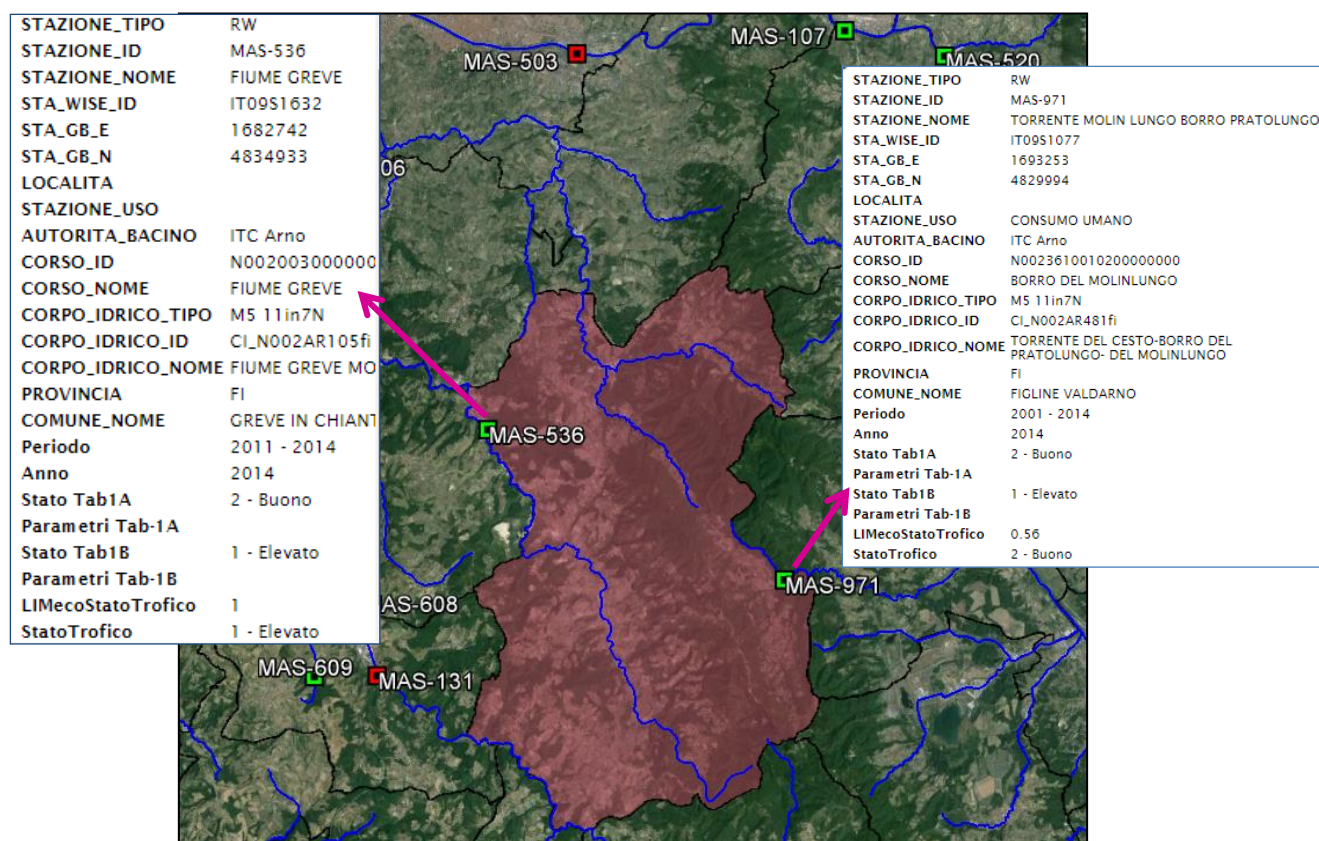 STAZIONE_TIPO RW
STAZIONE_ID MAS-536
STAZIONE_NOME FIUME GREVE
STA_WISE_ID IT09S1632
STA_GB_E 1682742
STA_GB_N 4834933
LOCALITA
STAZIONE_USO
AUTORITA_BACINO ITC Arno
CORSO_ID N002003000000
CORSO_NOME FIUME GREVE
CORPO_IDRICO_TIPO M5 11in7N
CORPO_IDRICO_ID CI_N002AR105fi
CORPO_IDRICO_NOME FIUME GREVE MO
PROVINCIA FI
COMUNE_NOME GREVE IN CHIANT
Periodo 2011 - 2014
Anno 2014
Stato Tab1A 2 - Buono
Parametri Tab-1A
Stato Tab1B 1 - Elevato
Parametri Tab-1B
LIMecoStatoTrofico 1
StatoTrofico 1 - Elevato
MAS-503
MAS-107
MAS-520
06
MAS-536
MAS-971
AS-608
MAS-609
MAS-131
STAZIONE_TIPO RW
STAZIONE_ID MAS-971
STAZIONE_NOME TORRENTE MOLIN LUNGO BORRO PRATOLUNGO
STA_WISE_ID IT09S1077
STA_GB_E 1693253
STA_GB_N 4829994
LOCALITA
STAZIONE_USO CONSUMO UMANO
AUTORITA_BACINO ITC Arno
CORSO_ID N0023610010200000000
CORSO_NOME BORRO DEL MOLINLUNGO
CORPO_IDRICO_TIPO M5 11in7N
CORPO_IDRICO_ID CI_N002AR481fi
CORPO_IDRICO_NOME TORRENTE DEL CESTO-BORRO DEL
PRATOLUNGO- DEL MOLINLUNGO
PROVINCIA FI
COMUNE_NOME FIGLINE VALDARNO
Periodo 2001 - 2014
Anno 2014
Stato Tab1A 2 - Buono
Parametri Tab-1A
Stato Tab1B 1 - Elevato
Parametri Tab-1B
LIMecoStatoTrofico 0.56
StatoTrofico 2 - Buono